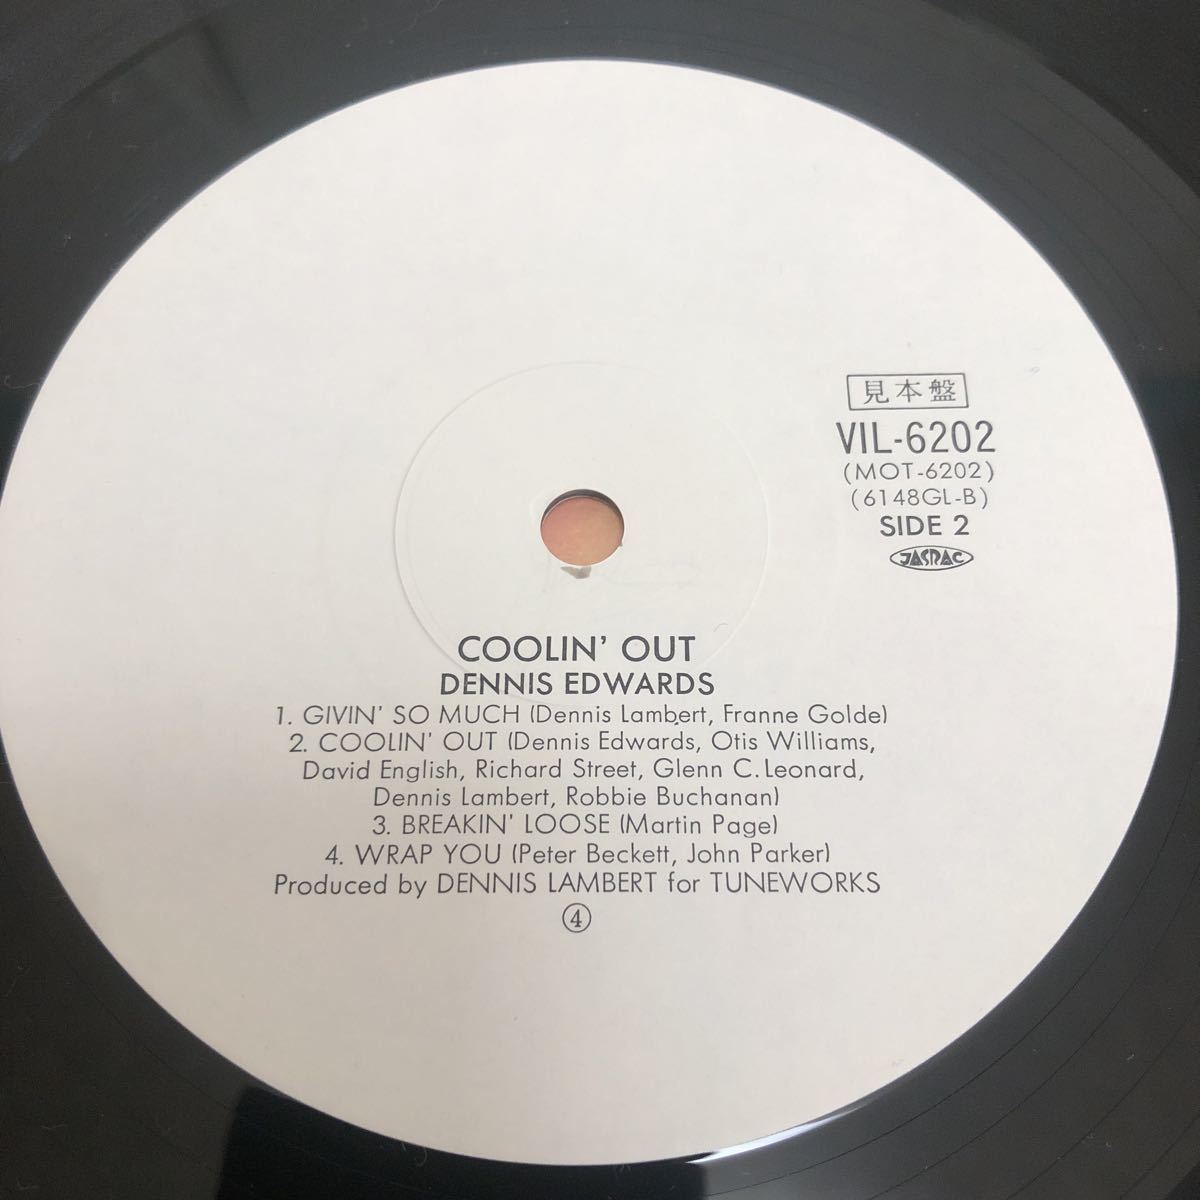 見本盤
VIL-6202
(MOT-6202)
(6148GL-B)
SIDE 2
JASRAC
COOLIN' OUT
DENNIS EDWARDS
1. GIVIN' SO MUCH (Dennis Lambert, Franne Golde)
2. COOLIN' OUT (Dennis Edwards, Otis Williams,
David English, Richard Street, Glenn C. Leonard,
Dennis Lambert, Robbie Buchanan)
3. BREAKIN' LOOSE (Martin Page)
4. WRAP YOU (Peter Beckett, John Parker)
Produced by DENNIS LAMBERT for TUNEWORKS
④